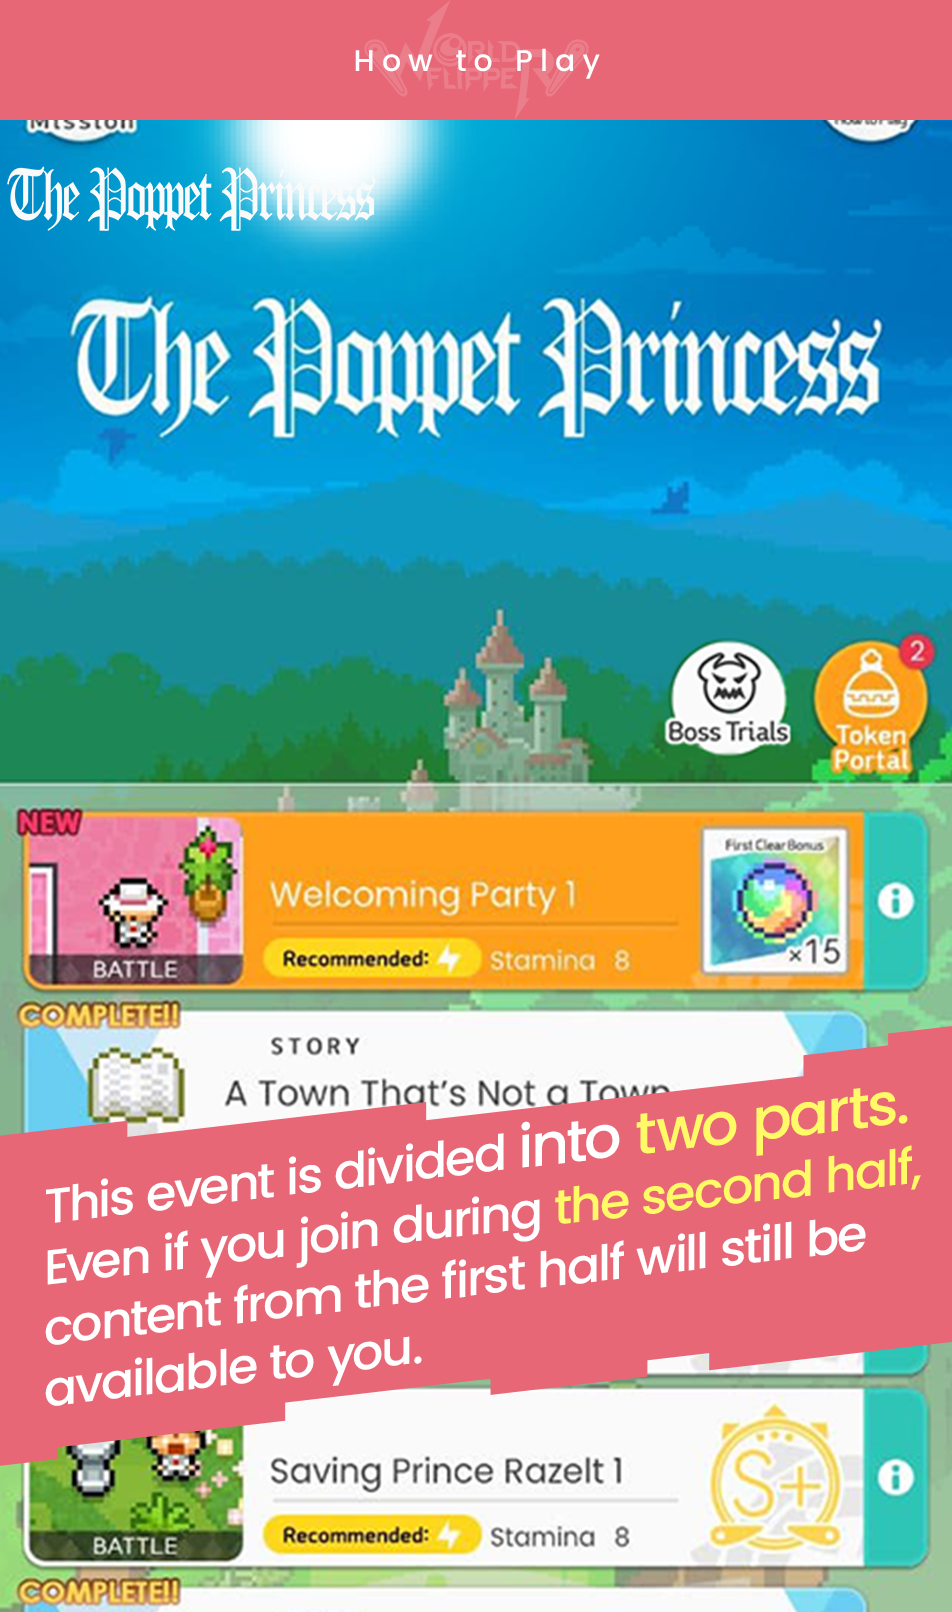 How to Play
WORLD
FLIPPER
Mission
The Poppet Princess
The Poppet Princess
2
Boss Trials
Token
Portal
NEW
Welcoming Party 1
First Clear Bonus
×15
BATTLE
Recommended:
Stamina 8
COMPLETE!!
STORY
A Town That's Not a Town
This event is divided into two parts.
Even if you join during the second half,
content from the first half will still be
available to you.
Saving Prince Razelt 1
S+
BATTLE
Recommended:
Stamina 8
COMPLETE!!